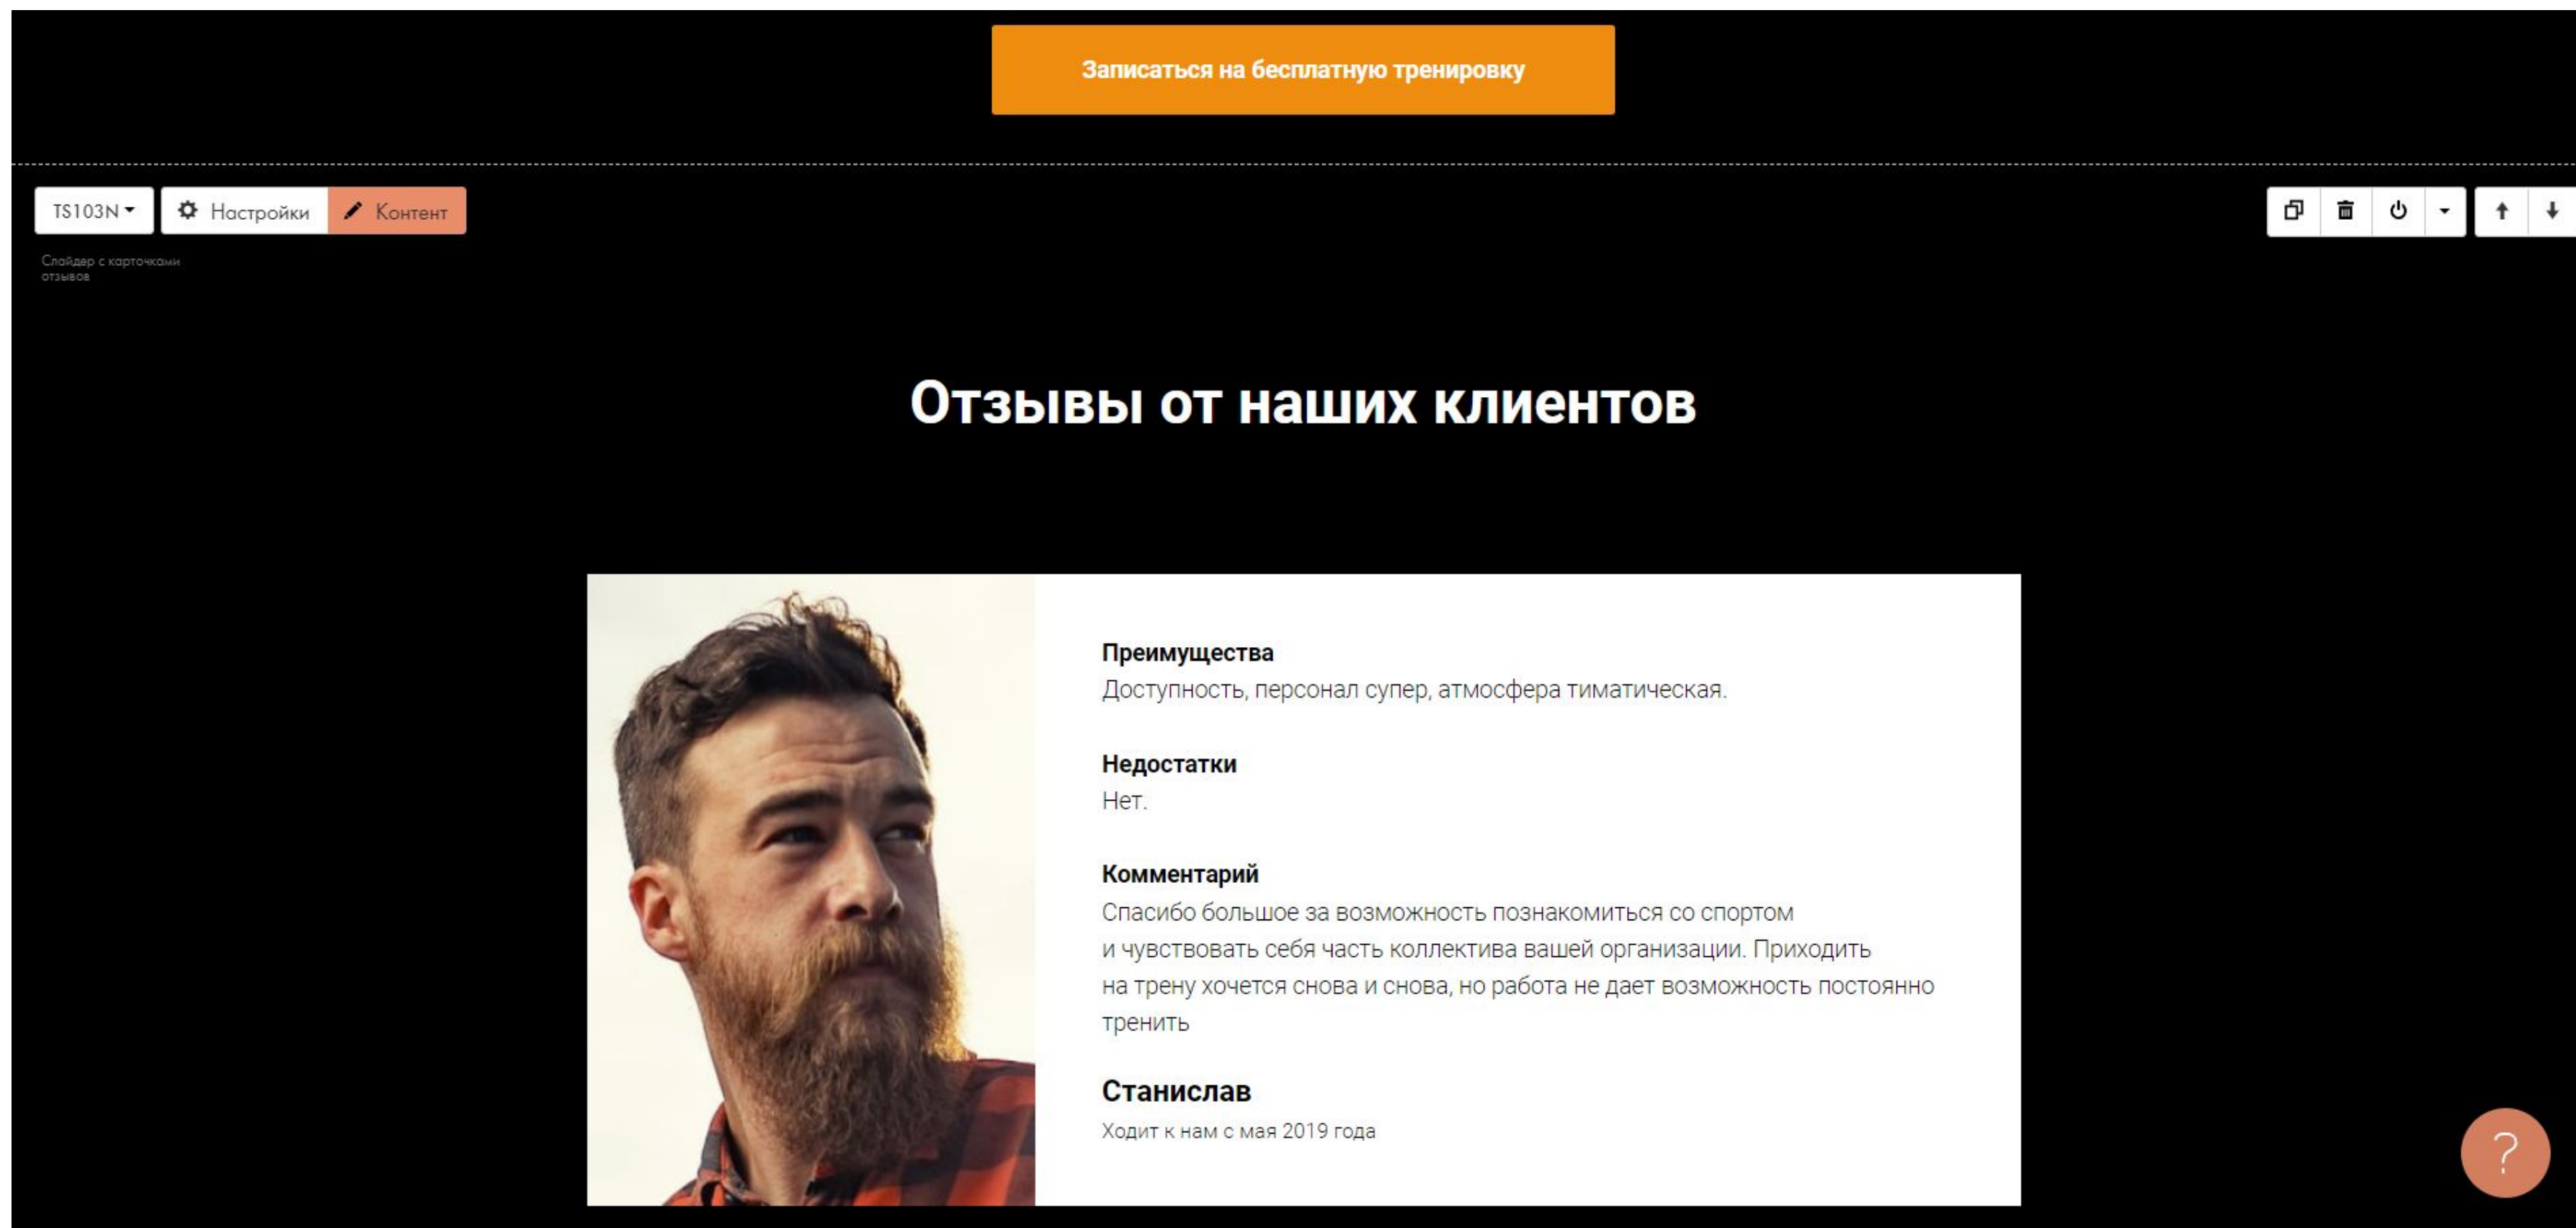 Записаться на бесплатную тренировку
TS103N
Настройки
Контент
Слайдер с карточками
отзывов
Отзывы от наших клиентов
Преимущества
Доступность, персонал супер, атмосфера тиматическая.
Недостатки
Нет.
Комментарий
Спасибо большое за возможность познакомиться со спортом
и чувствовать себя часть коллектива вашей организации. Приходить
на трену хочется снова и снова, но работа не дает возможность постоянно
тренить
Станислав
Ходит к нам с мая 2019 года
?